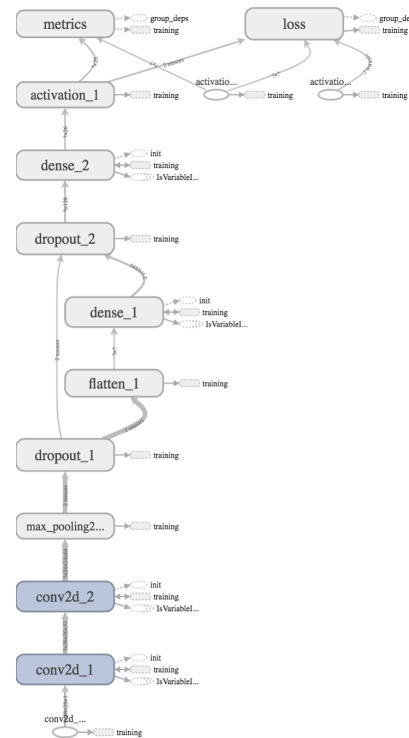 metrics
group_deps
training
loss
group_de
training
activation_1
training
activatio...
training
activatio...
training
dense_2
init
training
IsVariableI...
dropout_2
training
dense_1
init
training
IsVariableI...
flatten_1
training
dropout_1
training
max_pooling2...
training
conv2d_2
init
training
IsVariableI...
conv2d_1
init
training
IsVariableI...
conv2d_...
training